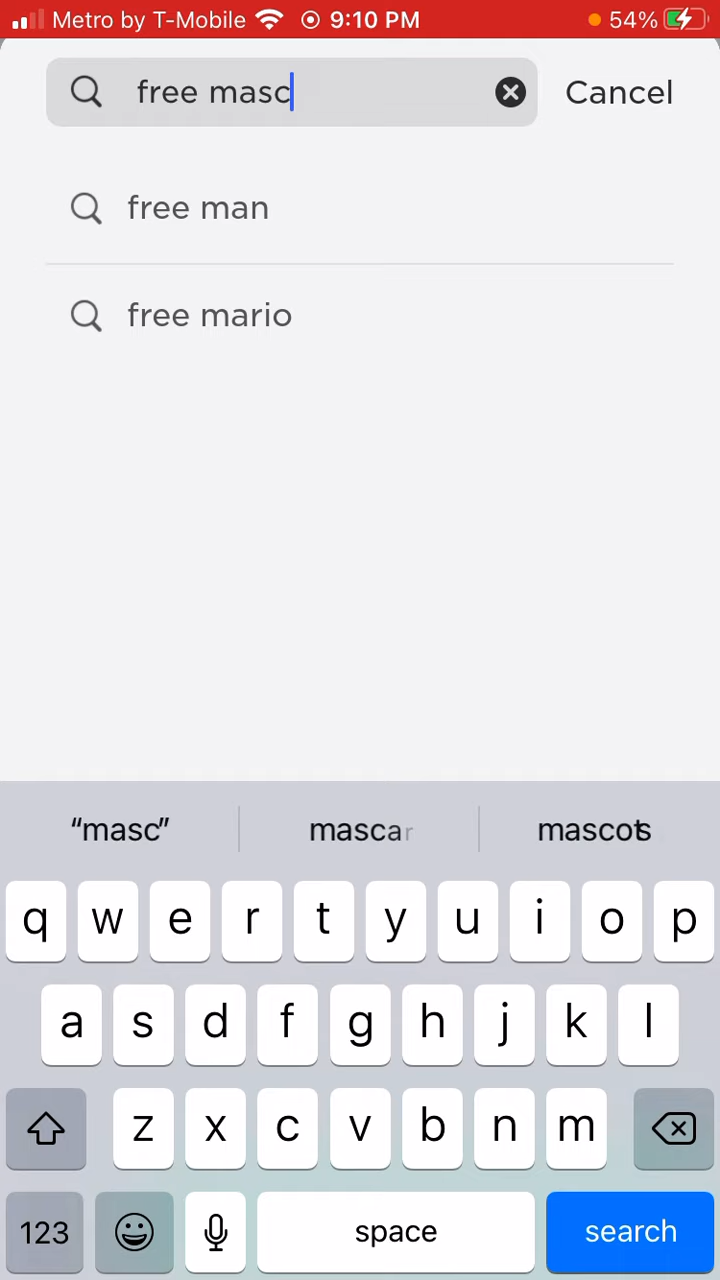 Metro by T-Mobile 9:10 PM 54%
free masc Cancel
free man
free mario
“masc” mascar mascots
q w e r t y u i o p
a s d f g h j k l
z x c v b n m
123 space search